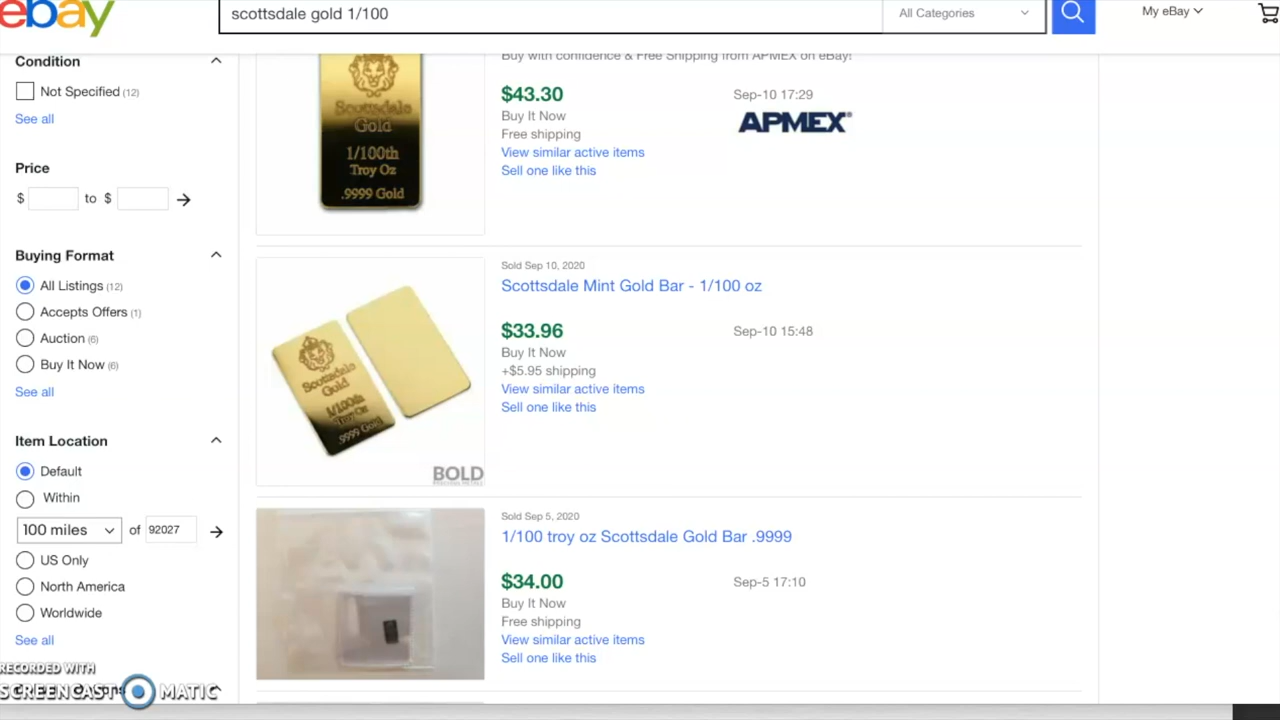 ebay
scottsdale gold 1/100
All Categories
My eBay
Condition
Not Specified (12)
See all
Price
$ to $
Buying Format
All Listings (12)
Accepts Offers (1)
Auction (6)
Buy It Now (6)
See all
Item Location
Default
Within
100 miles of 92027
US Only
North America
Worldwide
See all
RECORDED WITH
SCREENCAST MATIC
Scottsdale
Gold
1/100th
Troy Oz
.9999 Gold
Buy with confidence & Free Shipping from APMEX on eBay!
$43.30 Sep-10 17:29
Buy It Now
APMEX
Free shipping
View similar active items
Sell one like this
Scottsdale
Gold
1/100th
Troy Oz
.9999 Gold
BOLD
Sold Sep 10, 2020
Scottsdale Mint Gold Bar - 1/100 oz
$33.96 Sep-10 15:48
Buy It Now
+$5.95 shipping
View similar active items
Sell one like this
Sold Sep 5, 2020
1/100 troy oz Scottsdale Gold Bar .9999
$34.00 Sep-5 17:10
Buy It Now
Free shipping
View similar active items
Sell one like this